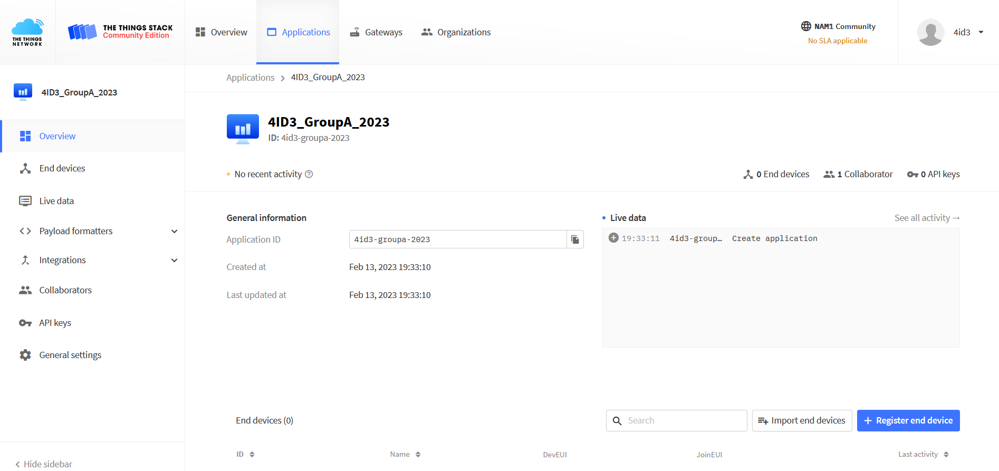 THE THINGS
NETWORK
THE THINGS STACK
Community Edition
Overview
Applications
Gateways
Organizations
NAM1 Community
No SLA applicable
4id3
4ID3_GroupA_2023
Overview
End devices
Live data
Payload formatters
Integrations
Collaborators
API keys
General settings
Hide sidebar
Applications > 4ID3_GroupA_2023
4ID3_GroupA_2023
ID: 4id3-groupa-2023
No recent activity
0 End devices
1 Collaborator
0 API keys
General information
Application ID 4id3-groupa-2023
Created at Feb 13, 2023 19:33:10
Last updated at Feb 13, 2023 19:33:10
Live data
See all activity →
19:33:11 4id3-group… Create application
End devices (0)
Search
Import end devices
+ Register end device
ID Name DevEUI JoinEUI Last activity